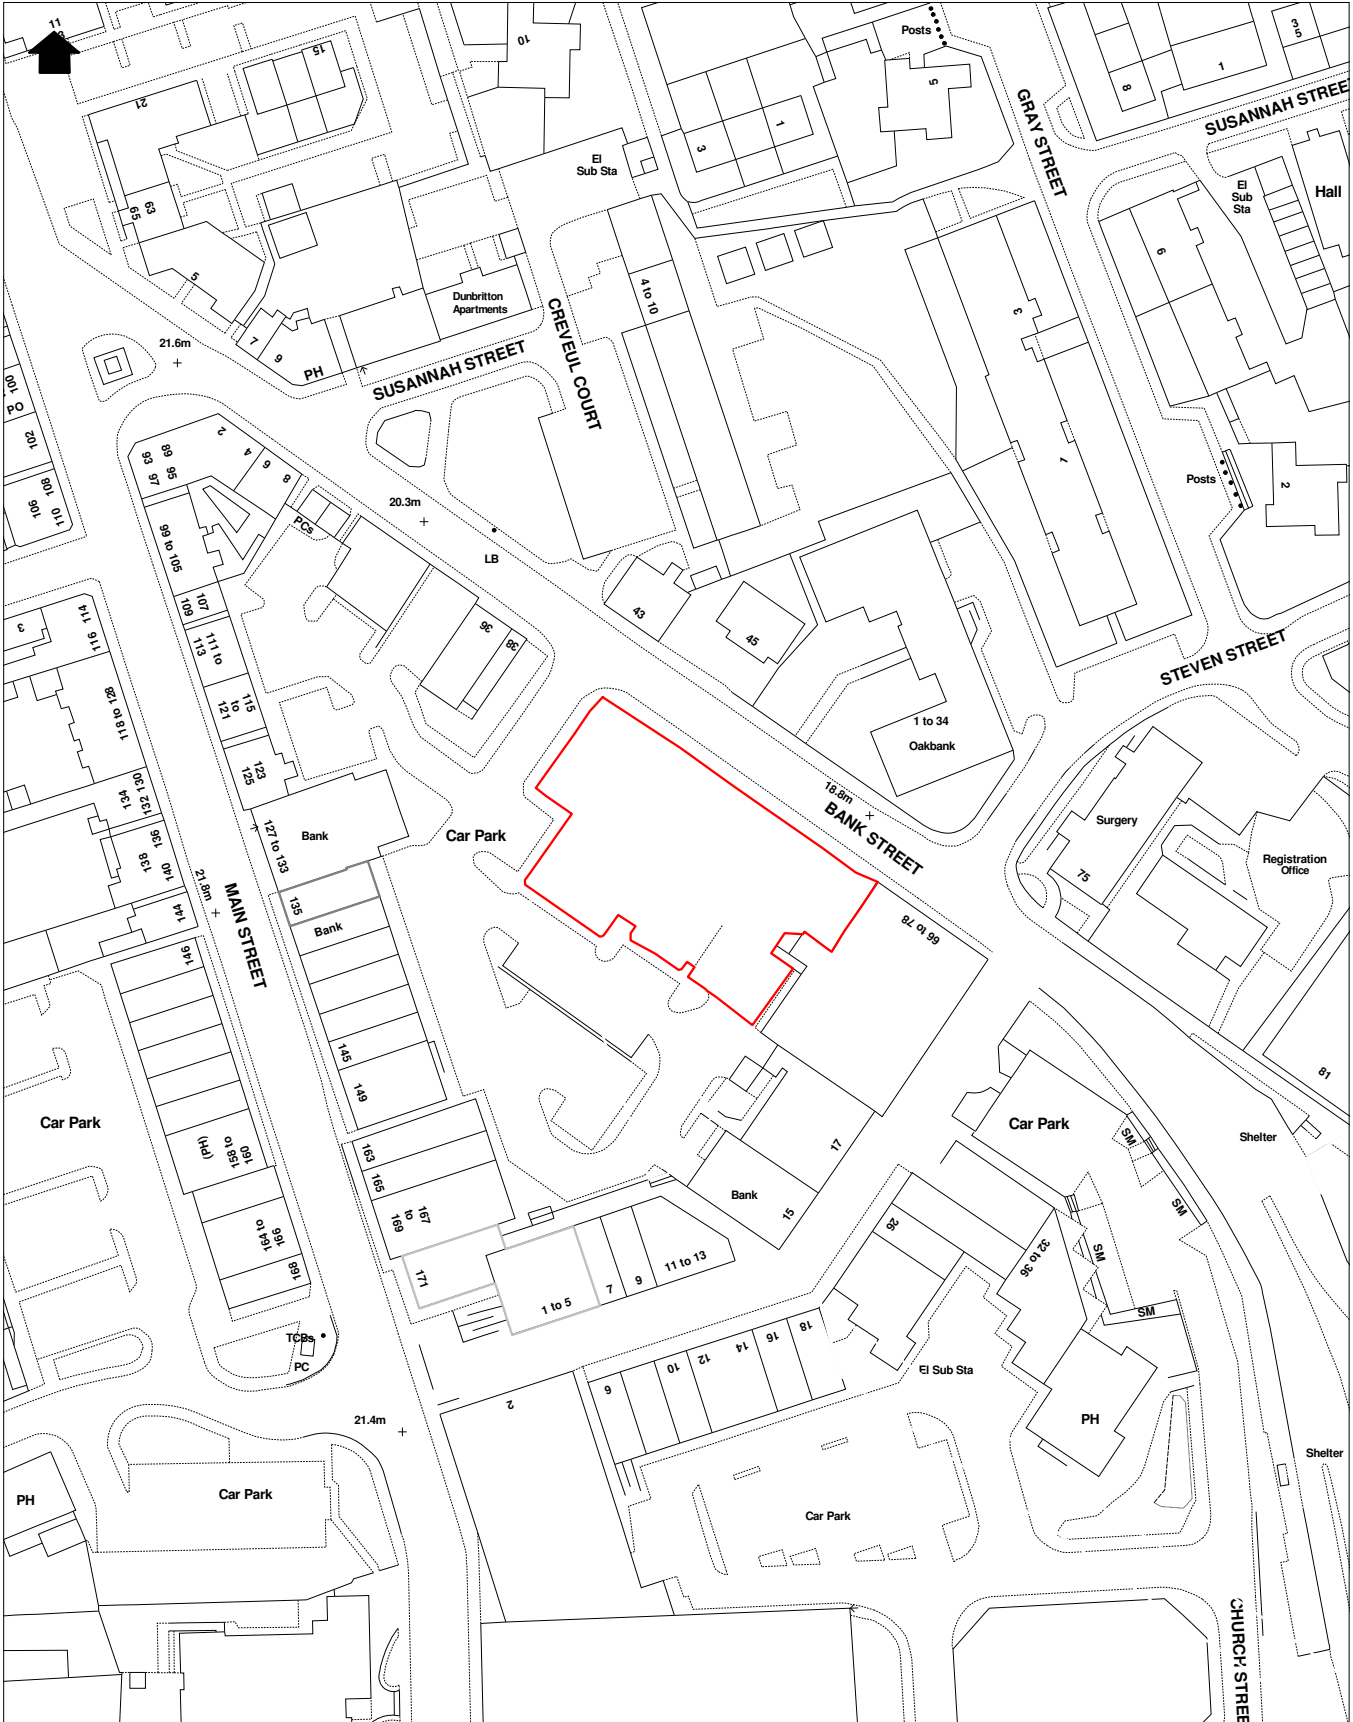 11
15
10
Posts
5
1
3
8
1
3
5
SUSANNAH STREET
GRAY STREET
21
El
Sub Sta
El
Sub
Sta
Hall
63
65
5
6
4 to 10
Dunbritton
Apartments
CREVEUL COURT
3
7
9
PH
21.6m
SUSANNAH STREET
100
PO
102
108
110
106
2
4
6
8
89
93
95
97
PCs
99 to 105
20.3m
LB
1
Posts
2
107
109
111 to
113
114
116
3
43
45
36
38
STEVEN STREET
115
to
121
118 to 128
1 to 34
Oakbank
123
125
130
132
134
18.8m
BANK STREET
Surgery
75
Registration
Office
Bank
127 to 133
Car Park
136
138
140
21.8m
MAIN STREET
135
Bank
144
146
66 to 78
145
149
81
Car Park
Car Park
SM
Shelter
158 to
160
(PH)
163
165
167
to
169
17
Bank
15
SM
164 to
166
168
171
1 to 5
7
9
11 to 13
26
32 to 36
SM
SM
TCBs
PC
18
16
14
12
10
6
El Sub Sta
2
21.4m
PH
PH
Car Park
Car Park
Shelter
CHURCH STREE